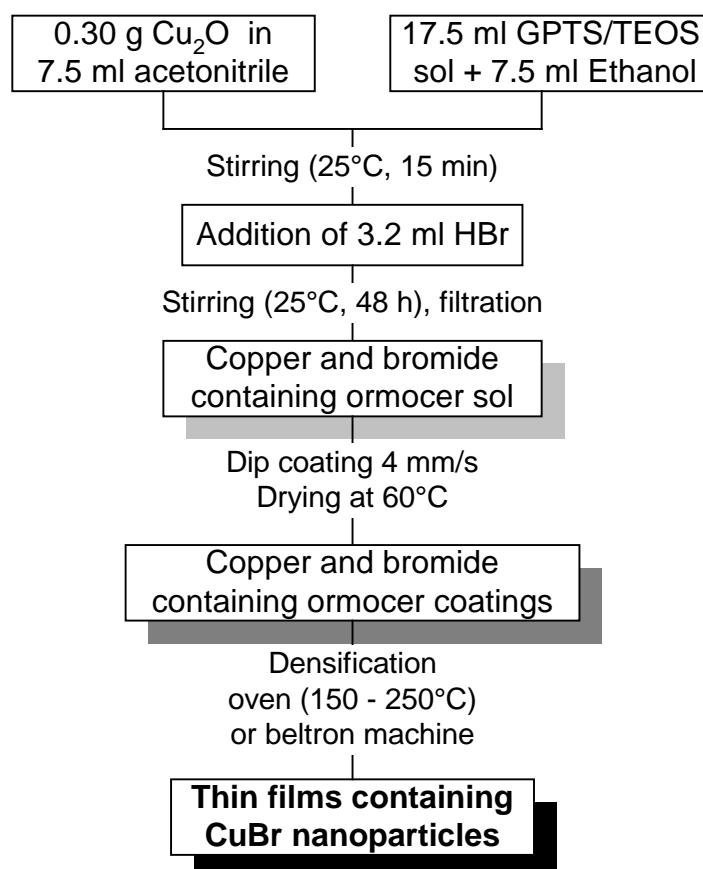 0.30 g Cu₂O in
7.5 ml acetonitrile
17.5 ml GPTS/TEOS
sol + 7.5 ml Ethanol
Stirring (25°C, 15 min)
Addition of 3.2 ml HBr
Stirring (25°C, 48 h), filtration
Copper and bromide
containing ormocer sol
Dip coating 4 mm/s
Drying at 60°C
Copper and bromide
containing ormocer coatings
Densification
oven (150 - 250°C)
or beltron machine
Thin films containing
CuBr nanoparticles